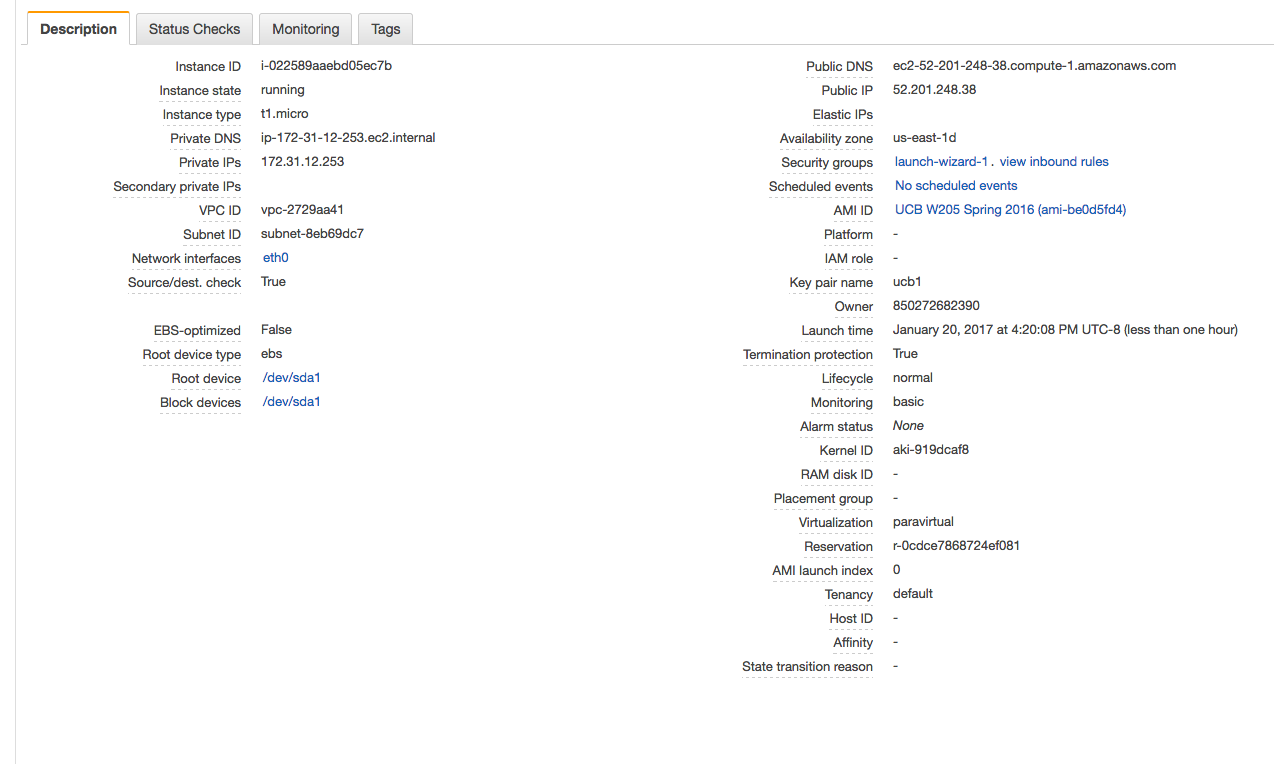 Description Status Checks Monitoring Tags
Instance ID i-022589aaebd05ec7b
Instance state running
Instance type t1.micro
Private DNS ip-172-31-12-253.ec2.internal
Private IPs 172.31.12.253
Secondary private IPs
VPC ID vpc-2729aa41
Subnet ID subnet-8eb69dc7
Network interfaces eth0
Source/dest. check True
EBS-optimized False
Root device type ebs
Root device /dev/sda1
Block devices /dev/sda1
Public DNS ec2-52-201-248-38.compute-1.amazonaws.com
Public IP 52.201.248.38
Elastic IPs
Availability zone us-east-1d
Security groups launch-wizard-1 . view inbound rules
Scheduled events No scheduled events
AMI ID UCB W205 Spring 2016 (ami-be0d5fd4)
Platform -
IAM role -
Key pair name ucb1
Owner 850272682390
Launch time January 20, 2017 at 4:20:08 PM UTC-8 (less than one hour)
Termination protection True
Lifecycle normal
Monitoring basic
Alarm status None
Kernel ID aki-919dcaf8
RAM disk ID -
Placement group -
Virtualization paravirtual
Reservation r-0cdce7868724ef081
AMI launch index 0
Tenancy default
Host ID -
Affinity -
State transition reason -